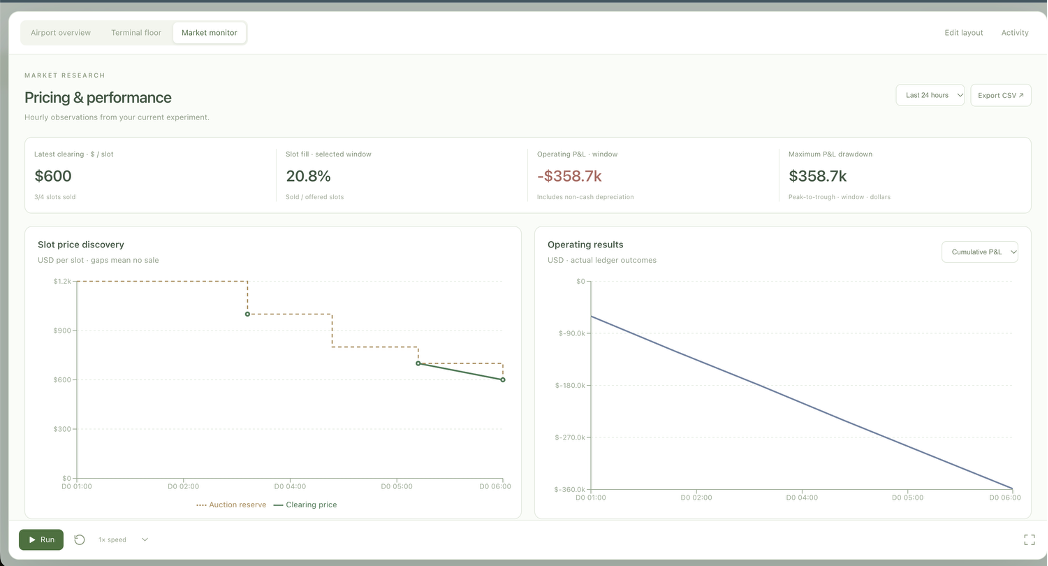 Airport overview
Terminal floor
Market monitor
Edit layout
Activity
MARKET RESEARCH
Pricing & performance
Hourly observations from your current experiment.
Last 24 hours
Export CSV ↗
Latest clearing · $ / slot
$600
3/4 slots sold
Slot fill · selected window
20.8%
Sold / offered slots
Operating P&L · window
-$358.7k
Includes non-cash depreciation
Maximum P&L drawdown
$358.7k
Peak-to-trough · window · dollars
Slot price discovery
USD per slot · gaps mean no sale
$1.2k
$900
$600
$300
$0
D0 01:00
D0 02:00
D0 04:00
D0 05:00
D0 06:00
Auction reserve
Clearing price
Operating results
USD · actual ledger outcomes
Cumulative P&L
$0
$-90.0k
$-180.0k
$-270.0k
$-360.0k
D0 01:00
D0 02:00
D0 04:00
D0 05:00
D0 06:00
Run
1x speed